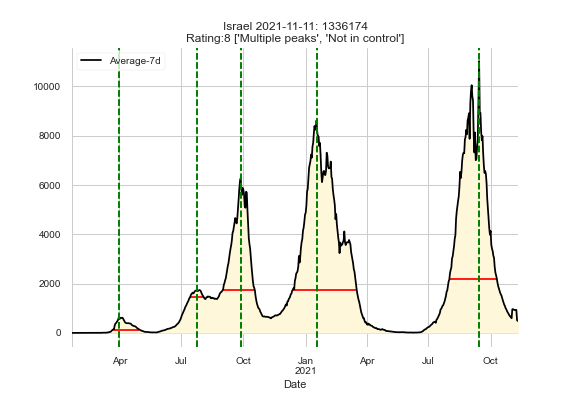 Israel 2021-11-11: 1336174
Rating:8 ['Multiple peaks', 'Not in control']
Average-7d
10000
8000
6000
4000
2000
0
Apr Jul Oct Jan Apr Jul Oct
2021
Date